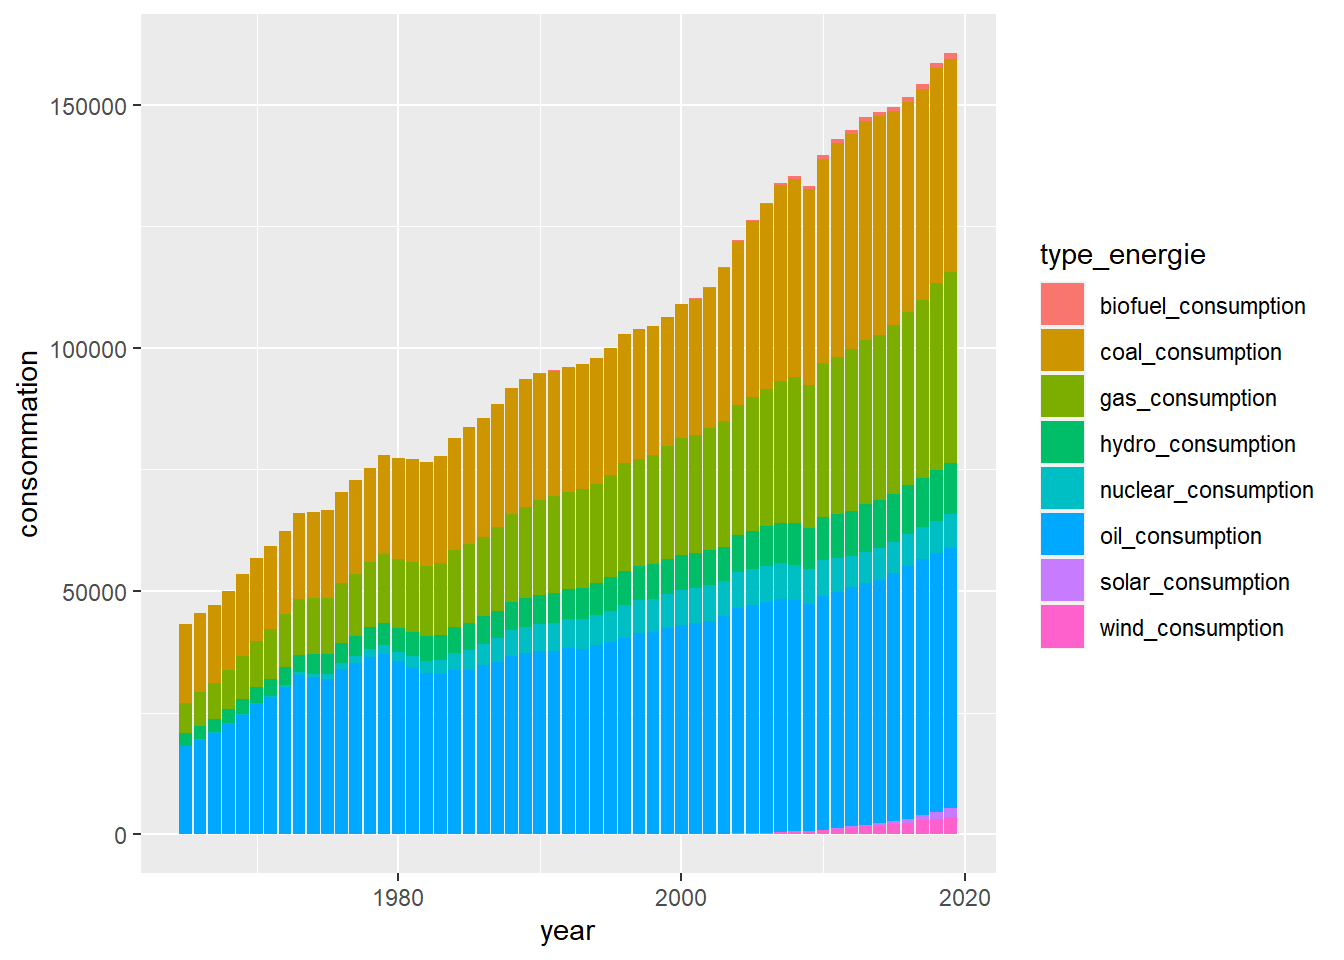 150000
100000
50000
0
consommation
1980
2000
2020
year
type_energie
biofuel_consumption
coal_consumption
gas_consumption
hydro_consumption
nuclear_consumption
oil_consumption
solar_consumption
wind_consumption